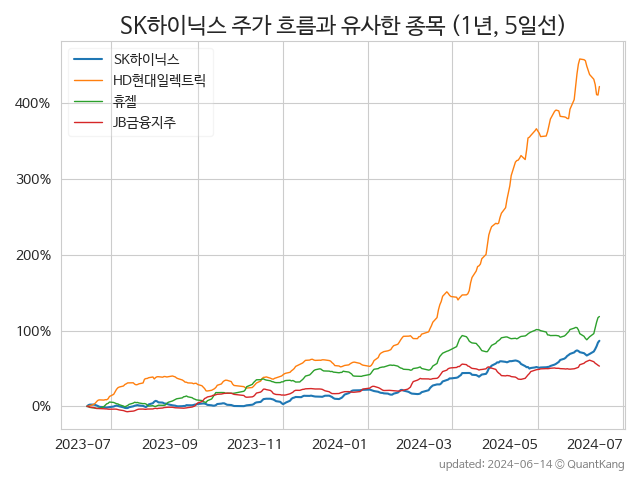 SK하이닉스 주가 흐름과 유사한 종목 (1년, 5일선)
SK하이닉스
HD현대일렉트릭
휴젤
JB금융지주
400%
300%
200%
100%
0%
2023-07 2023-09 2023-11 2024-01 2024-03 2024-05 2024-07
updated: 2024-06-14 © QuantKang